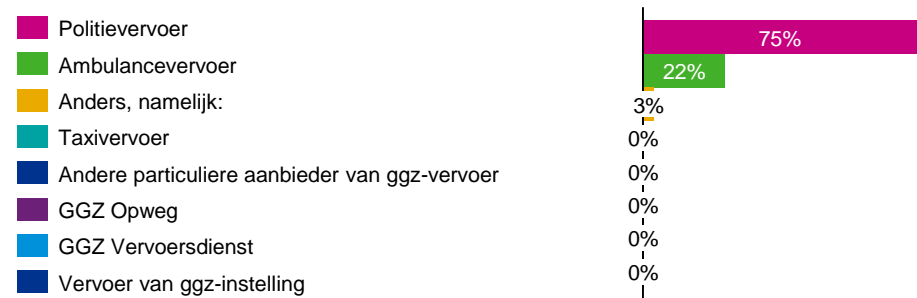 Politievervoer 75%
Ambulancevervoer 22%
Anders, namelijk: 3%
Taxivervoer 0%
Andere particuliere aanbieder van ggz-vervoer 0%
GGZ Opweg 0%
GGZ Vervoersdienst 0%
Vervoer van ggz-instelling 0%